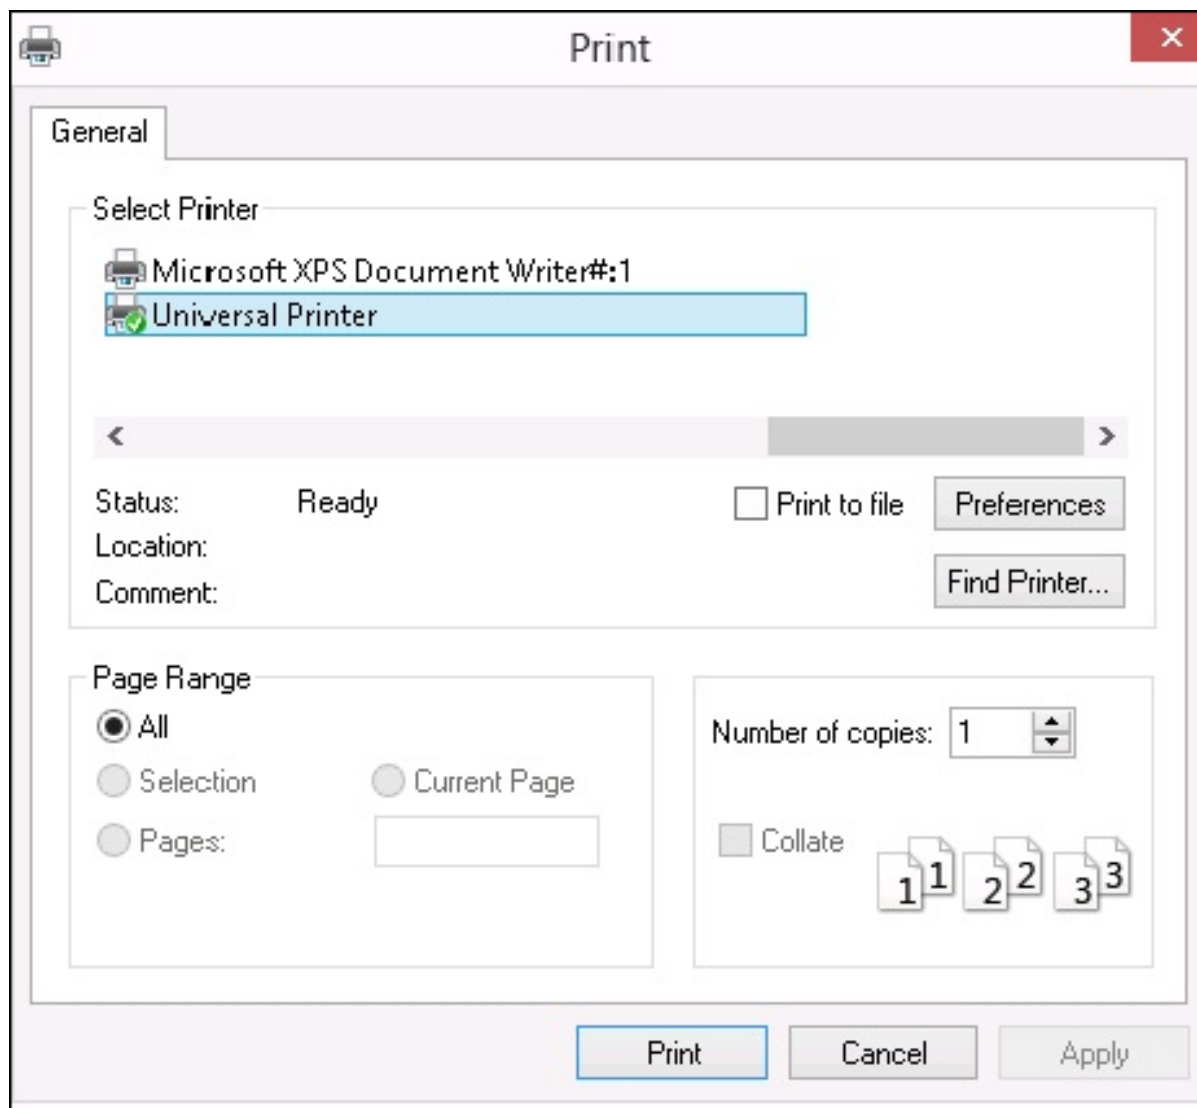 Print
General
Select Printer
Microsoft XPS Document Writer#:1
Universal Printer
Status: Ready
Print to file
Preferences
Location:
Find Printer...
Comment:
Page Range
All
Selection
Current Page
Pages:
Number of copies: 1
Collate
1 1 2 2 3 3
Print Cancel Apply